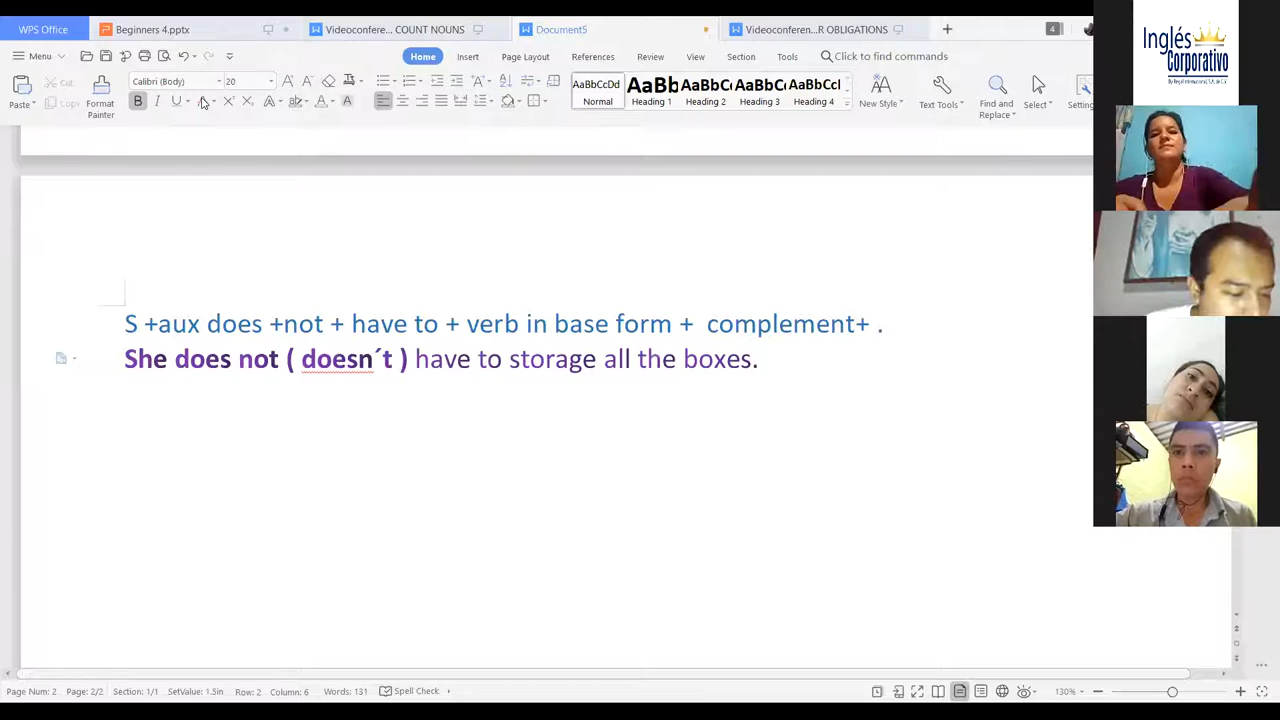 WPS Office
Beginners 4.pptx
Videoconfere... COUNT NOUNS
Document5
Videoconferen...R OBLIGATIONS
4
Menu
Home
Insert
Page Layout
References
Review
View
Section
Tools
Click to find commands
Paste
Cut
Copy
Format Painter
Calibri (Body)
20
AaBbCcDd
Normal
AaBb
Heading 1
AaBbC
Heading 2
AaBbC
Heading 3
AaBbCcI
Heading 4
New Style
Text Tools
Find and Replace
Select
Settin
Inglés
Corporativo
S +aux does +not + have to + verb in base form + complement+ .
She does not ( doesn´t ) have to storage all the boxes.
Page Num: 2
Page: 2/2
Section: 1/1
SetValue: 1.5in
Row: 2
Column: 6
Words: 131
Spell Check
130%